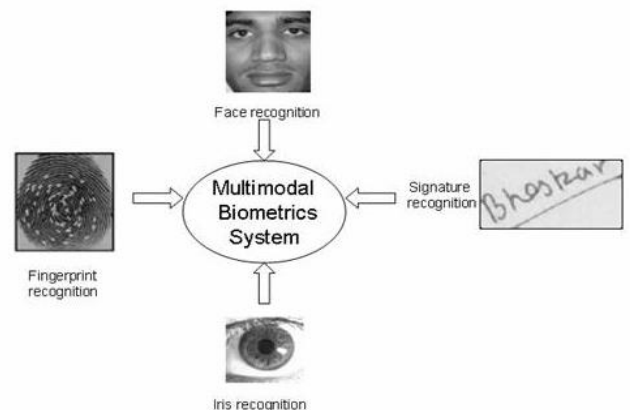 Face recognition
Multimodal
Biometrics
System
Signature
recognition
Bhaskar
Fingerprint
recognition
Iris recognition